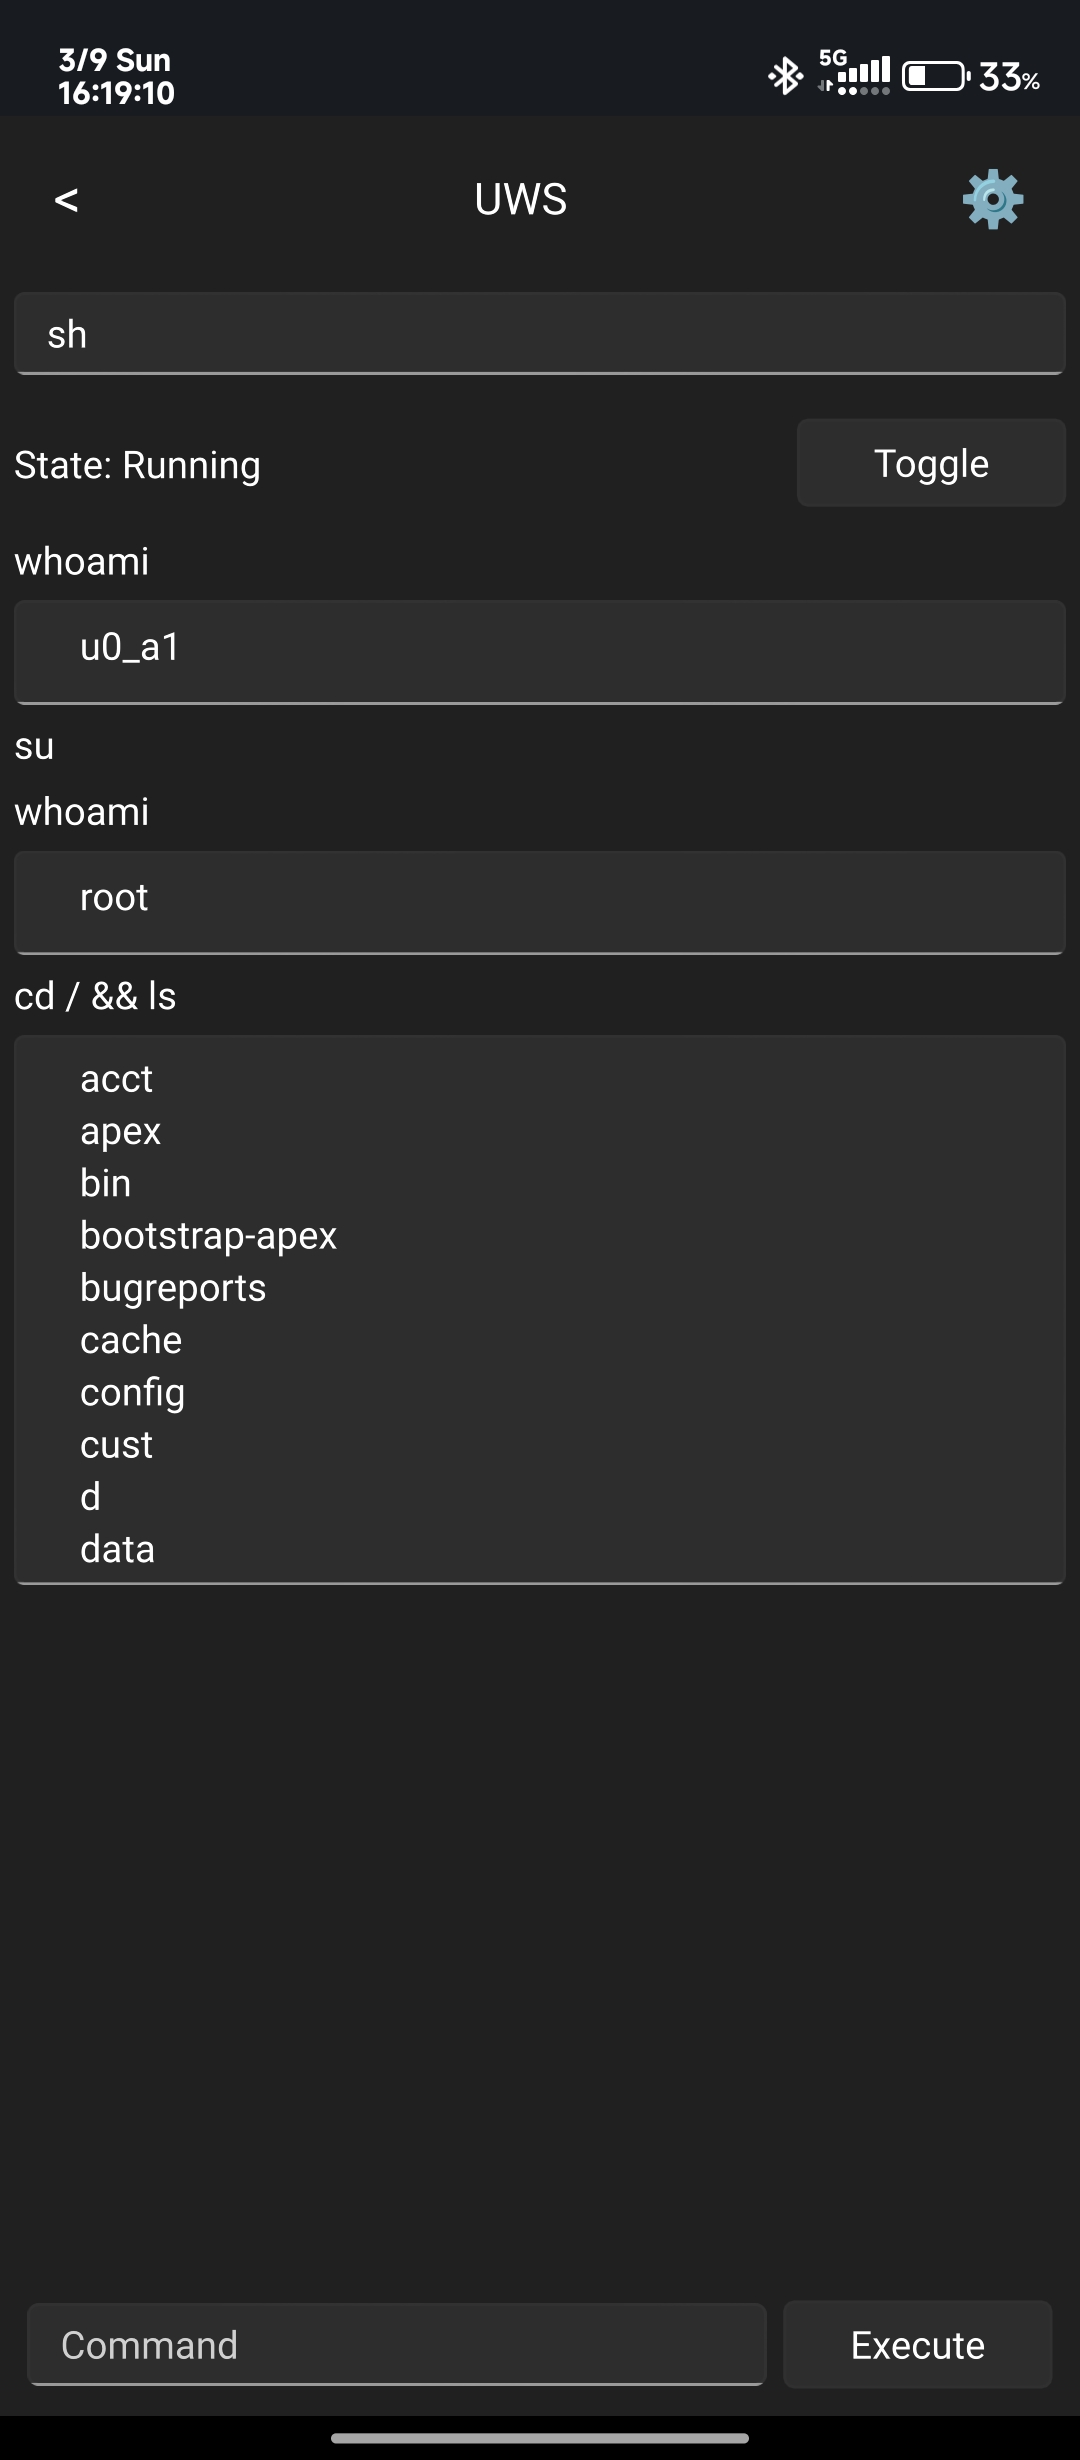 3/9 Sun
16:19:10
5G
33%
<
UWS
sh
State: Running
Toggle
whoami
u0_a1
su
whoami
root
cd / && ls
acct
apex
bin
bootstrap-apex
bugreports
cache
config
cust
d
data
Command
Execute